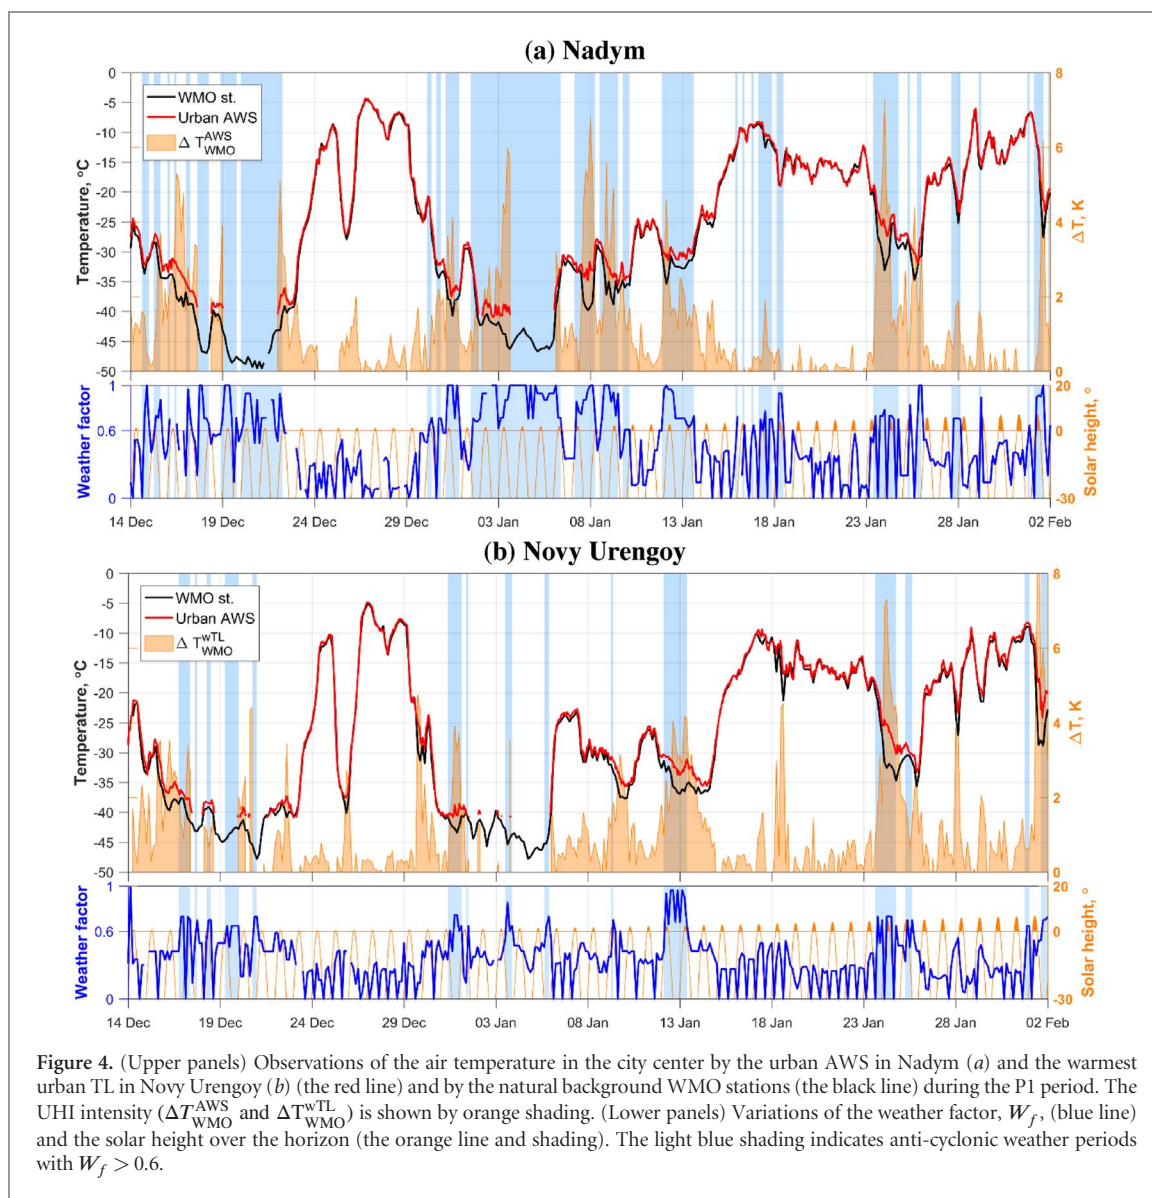 (a) Nadym
0
-5
-10
-15
-20
-25
-30
-35
-40
-45
-50
Temperature, °C
WMO st.
Urban AWS
Δ T AWS WMO
8
6
4
2
0
ΔT, K
1
0.6
0
Weather factor
20
0
-30
Solar height, °
14 Dec 19 Dec 24 Dec 29 Dec 03 Jan 08 Jan 13 Jan 18 Jan 23 Jan 28 Jan 02 Feb
(b) Novy Urengoy
0
-5
-10
-15
-20
-25
-30
-35
-40
-45
-50
Temperature, °C
WMO st.
Urban AWS
Δ T wTL WMO
8
6
4
2
0
ΔT, K
1
0.6
0
Weather factor
20
0
-30
Solar height, °
14 Dec 19 Dec 24 Dec 29 Dec 03 Jan 08 Jan 13 Jan 18 Jan 23 Jan 28 Jan 02 Feb
Figure 4. (Upper panels) Observations of the air temperature in the city center by the urban AWS in Nadym (a) and the warmest
urban TL in Novy Urengoy (b) (the red line) and by the natural background WMO stations (the black line) during the P1 period. The
UHI intensity (ΔT AWS WMO and ΔT wTL WMO) is shown by orange shading. (Lower panels) Variations of the weather factor, W_f, (blue line)
and the solar height over the horizon (the orange line and shading). The light blue shading indicates anti-cyclonic weather periods
with W_f > 0.6.